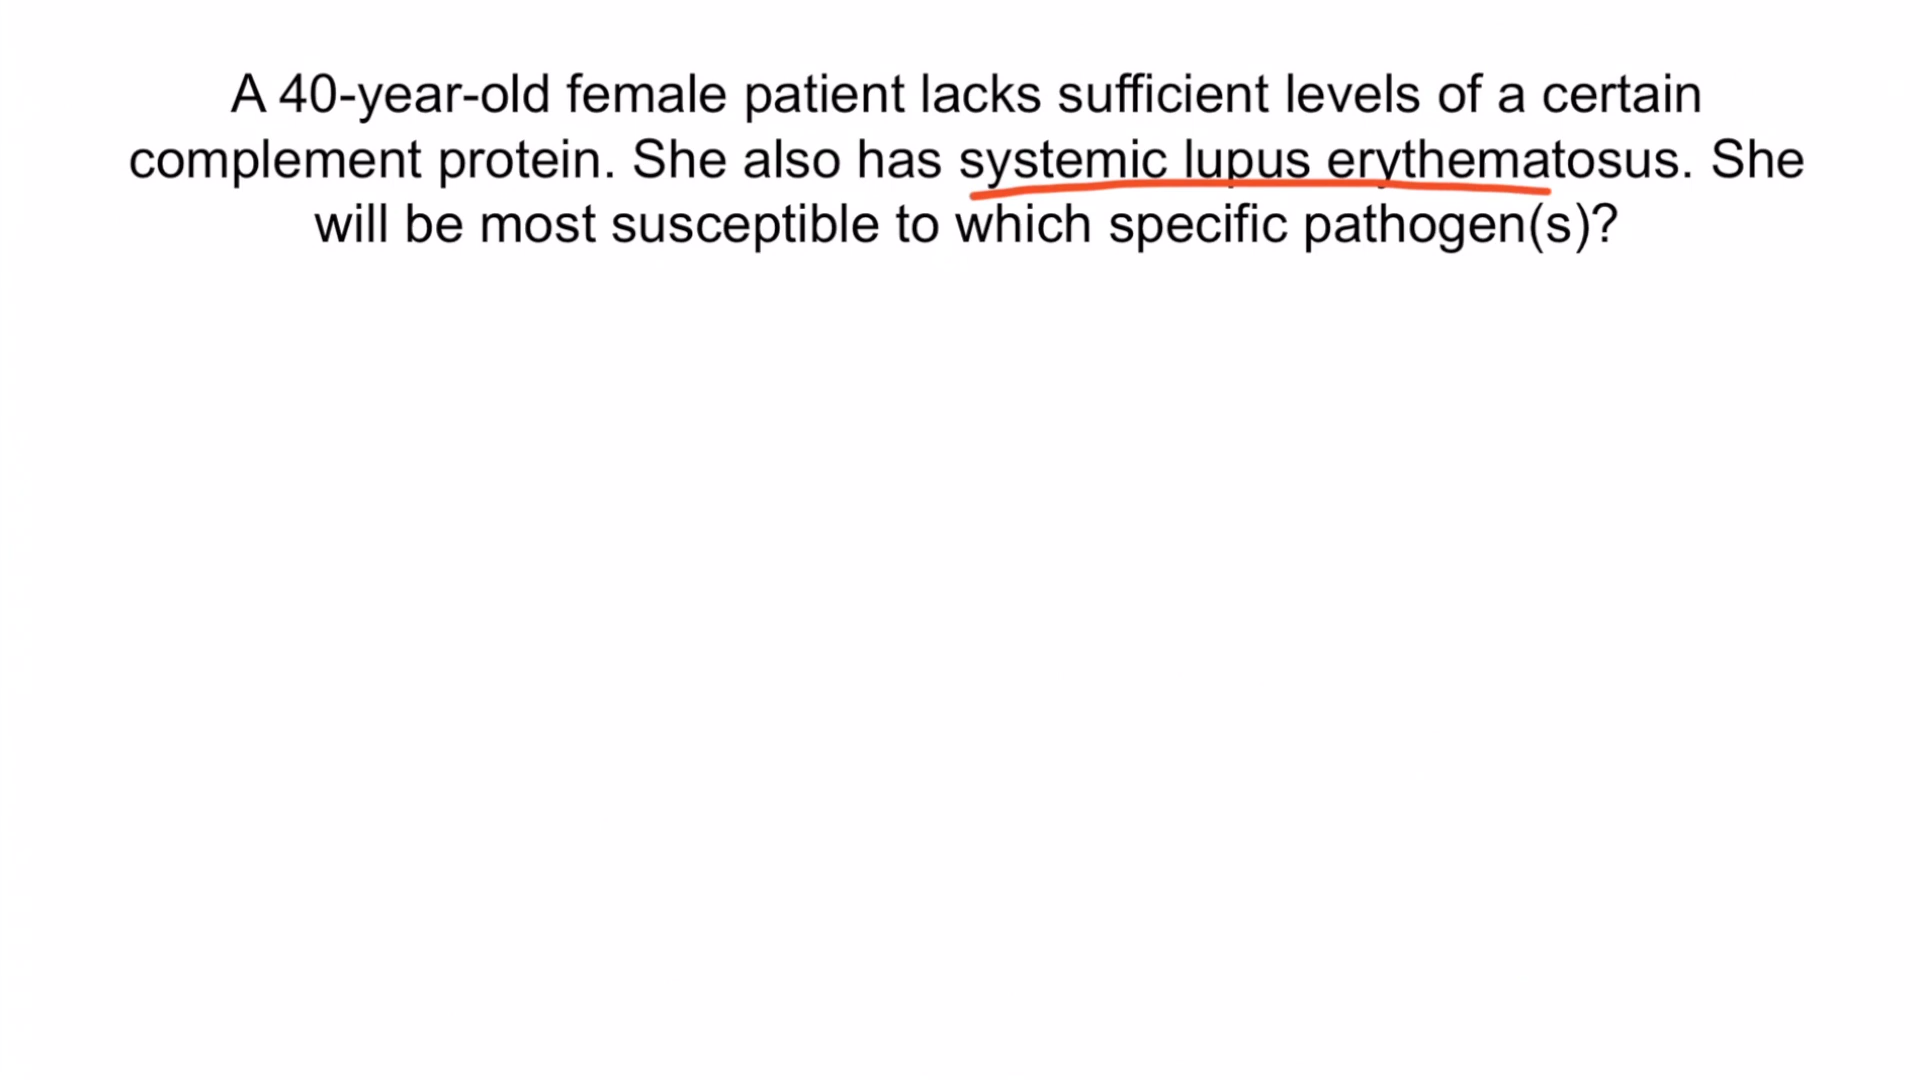 A 40-year-old female patient lacks sufficient levels of a certain
complement protein. She also has systemic lupus erythematosus. She
will be most susceptible to which specific pathogen(s)?